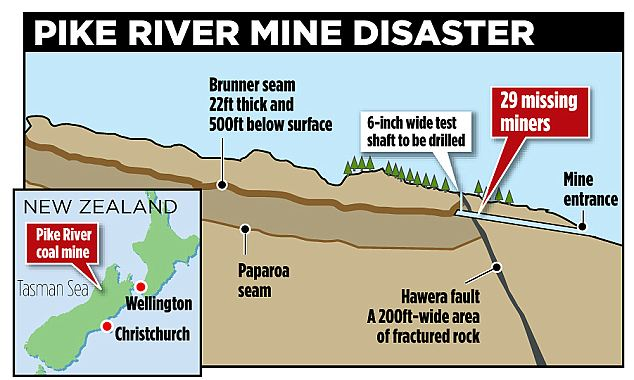 PIKE RIVER MINE DISASTER
Brunner seam
22ft thick and
500ft below surface
6-inch wide test
shaft to be drilled
29 missing
miners
Mine
entrance
NEW ZEALAND
Pike River
coal mine
Tasman Sea
Wellington
Christchurch
Paparoa
seam
Hawera fault
A 200ft-wide area
of fractured rock